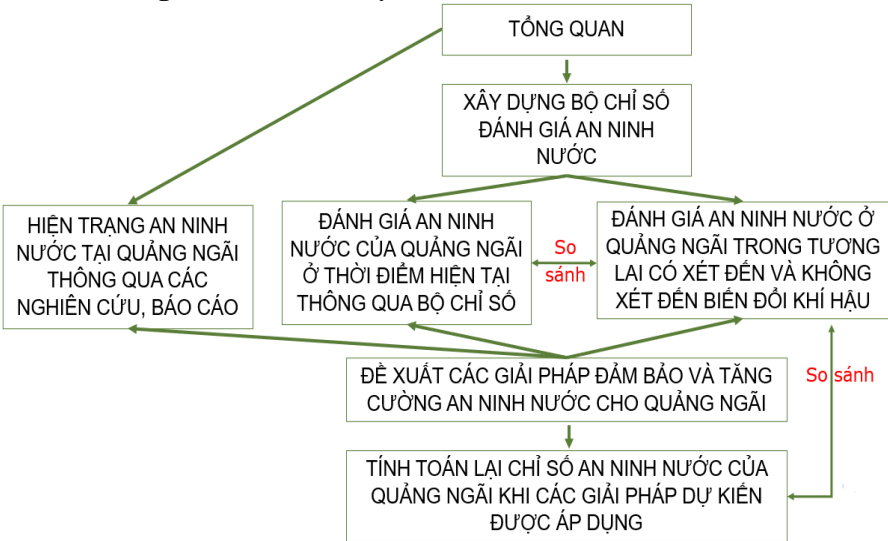 TỔNG QUAN
XÂY DỰNG BỘ CHỈ SỐ
ĐÁNH GIÁ AN NINH
NƯỚC
HIỆN TRẠNG AN NINH
NƯỚC TẠI QUẢNG NGÃI
THÔNG QUA CÁC
NGHIÊN CỨU, BÁO CÁO
ĐÁNH GIÁ AN NINH
NƯỚC CỦA QUẢNG NGÃI
Ở THỜI ĐIỂM HIỆN TẠI
THÔNG QUA BỘ CHỈ SỐ
So
sánh
ĐÁNH GIÁ AN NINH NƯỚC Ở
QUẢNG NGÃI TRONG TƯƠNG
LAI CÓ XÉT ĐẾN VÀ KHÔNG
XÉT ĐẾN BIẾN ĐỔI KHÍ HẬU
ĐỀ XUẤT CÁC GIẢI PHÁP ĐẢM BẢO VÀ TĂNG
CƯỜNG AN NINH NƯỚC CHO QUẢNG NGÃI
So sánh
TÍNH TOÁN LẠI CHỈ SỐ AN NINH NƯỚC CỦA
QUẢNG NGÃI KHI CÁC GIẢI PHÁP DỰ KIẾN
ĐƯỢC ÁP DỤNG